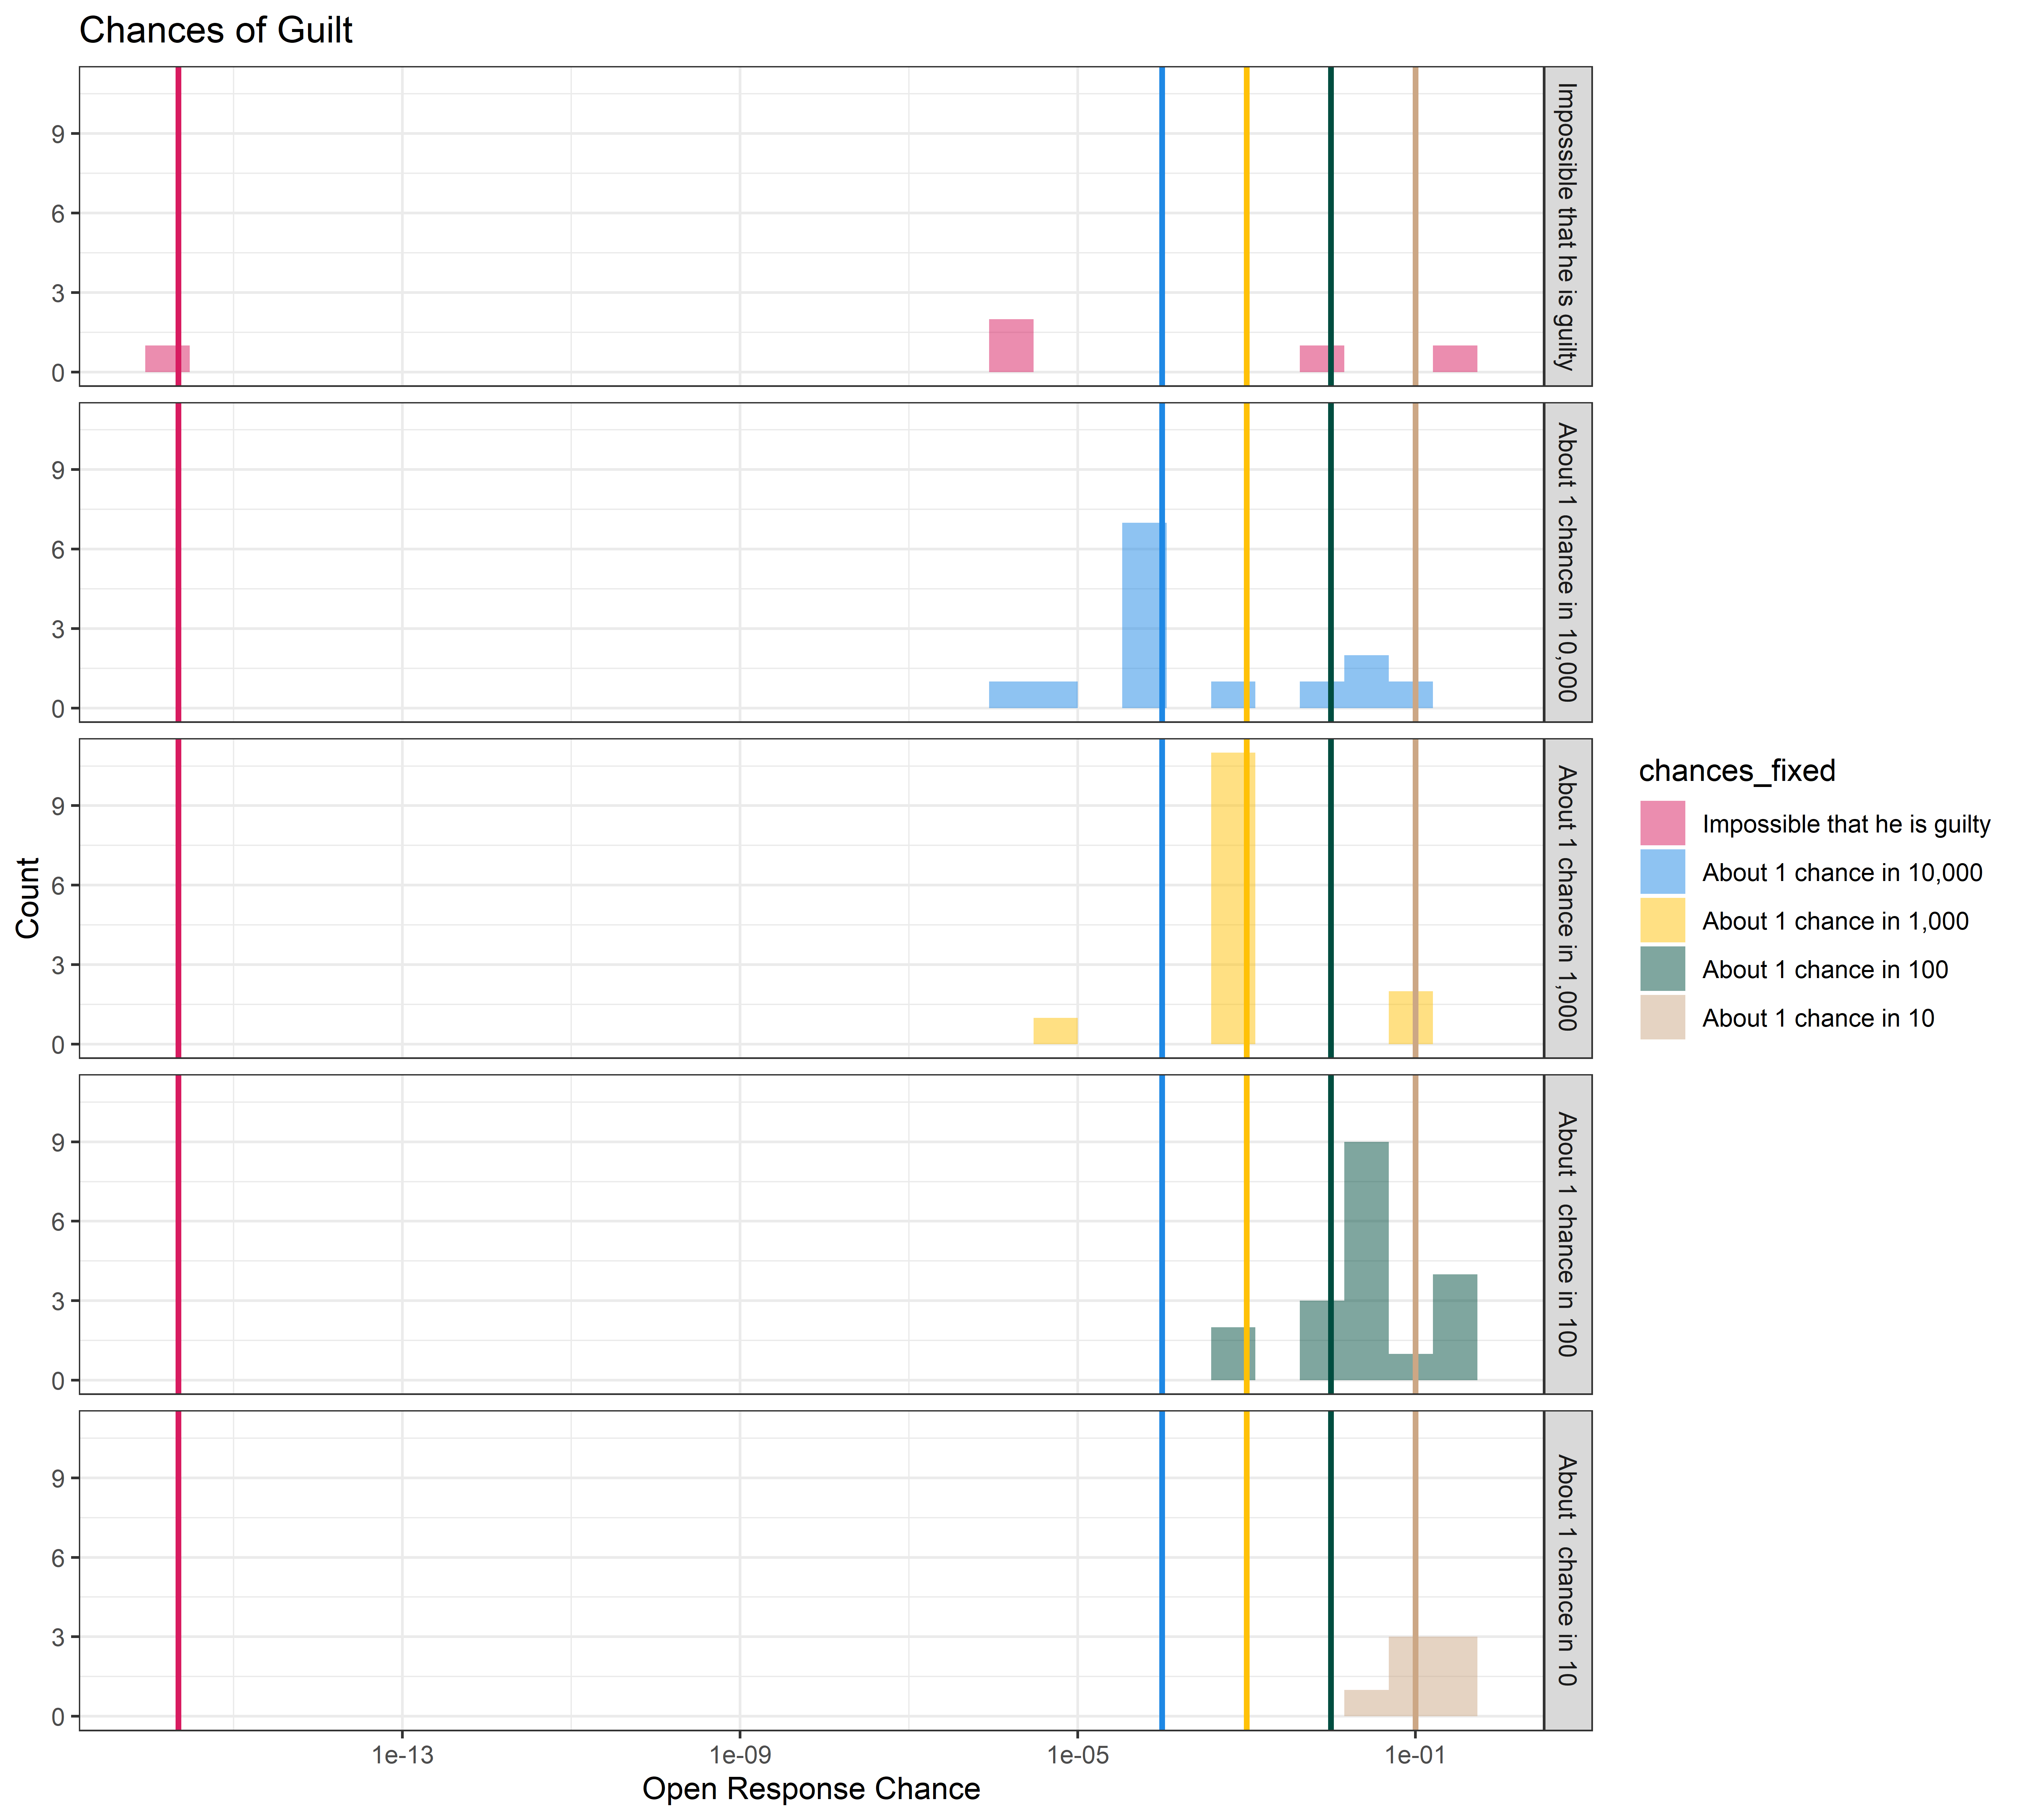 Chances of Guilt
Count
9
6
3
0
Impossible that he is guilty
9
6
3
0
About 1 chance in 10,000
9
6
3
0
About 1 chance in 1,000
9
6
3
0
About 1 chance in 100
9
6
3
0
About 1 chance in 10
1e-13 1e-09 1e-05 1e-01
Open Response Chance
chances_fixed
Impossible that he is guilty
About 1 chance in 10,000
About 1 chance in 1,000
About 1 chance in 100
About 1 chance in 10